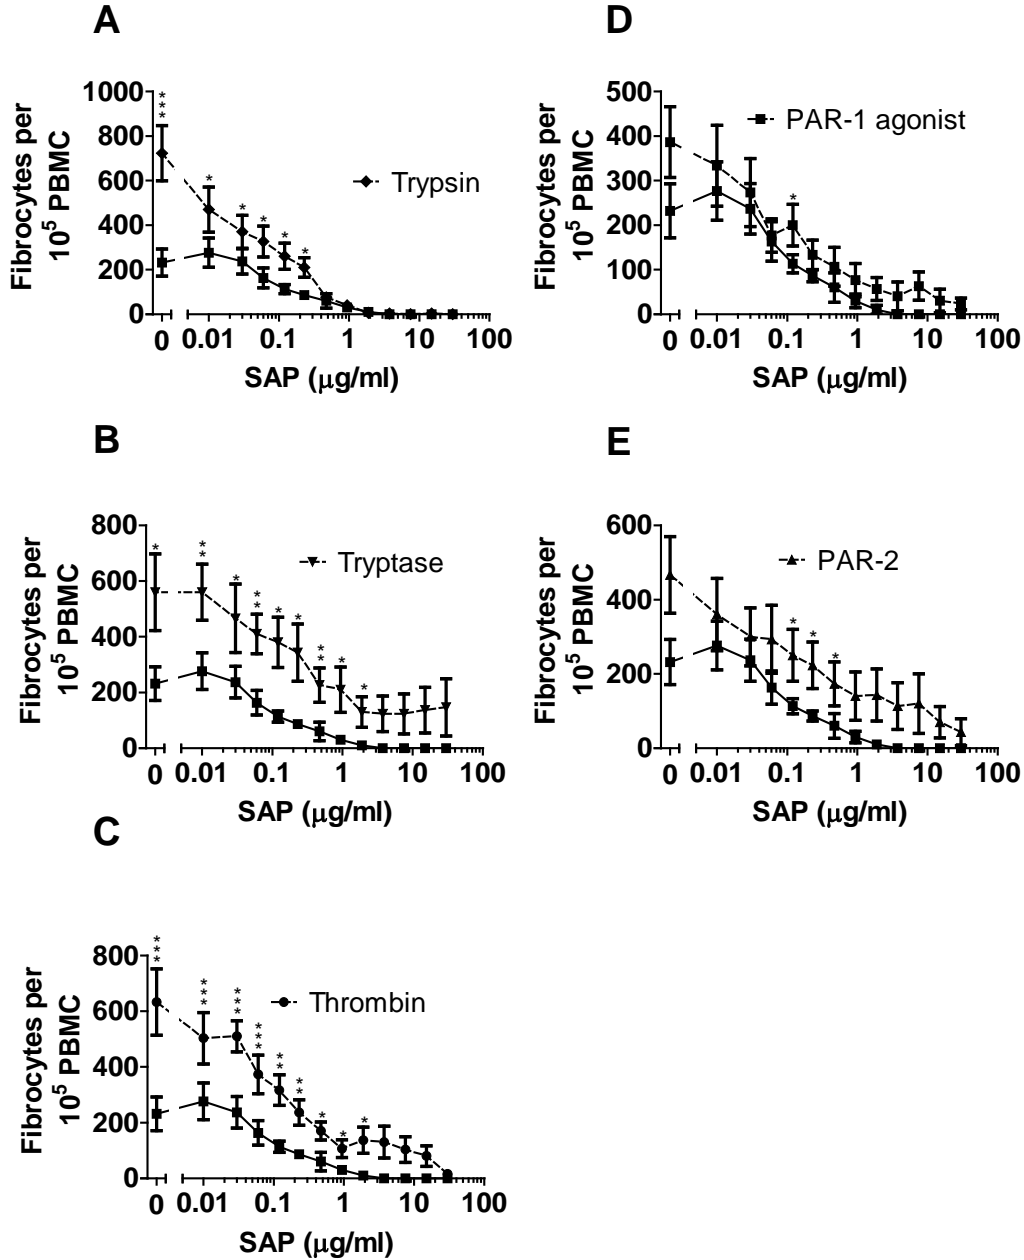 A
Fibrocytes per
10⁵ PBMC
1000
800
600
400
200
0
***
*
*
*
*
*
Trypsin
0 0.01 0.1 1 10 100
SAP (μg/ml)
B
Fibrocytes per
10⁵ PBMC
800
600
400
200
0
*
**
*
**
*
*
**
*
*
Tryptase
0 0.01 0.1 1 10 100
SAP (μg/ml)
C
Fibrocytes per
10⁵ PBMC
800
600
400
200
0
***
***
***
***
**
**
*
*
*
Thrombin
0 0.01 0.1 1 10 100
SAP (μg/ml)
D
Fibrocytes per
10⁵ PBMC
500
400
300
200
100
0
*
PAR-1 agonist
0 0.01 0.1 1 10 100
SAP (μg/ml)
E
Fibrocytes per
10⁵ PBMC
600
400
200
0
*
*
*
PAR-2
0 0.01 0.1 1 10 100
SAP (μg/ml)